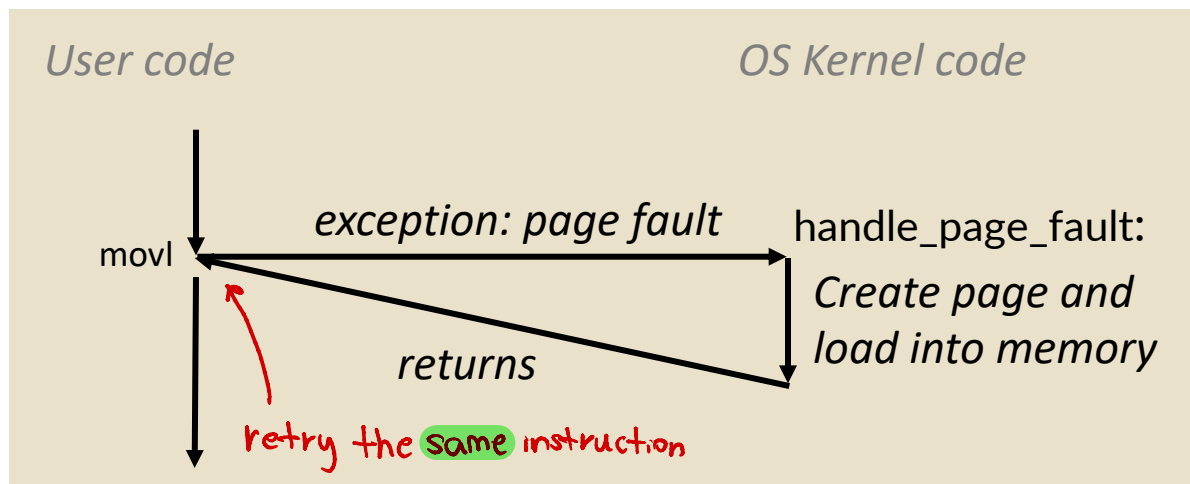 User code
OS Kernel code
exception: page fault
handle_page_fault:
movl
Create page and
load into memory
returns
retry the same instruction